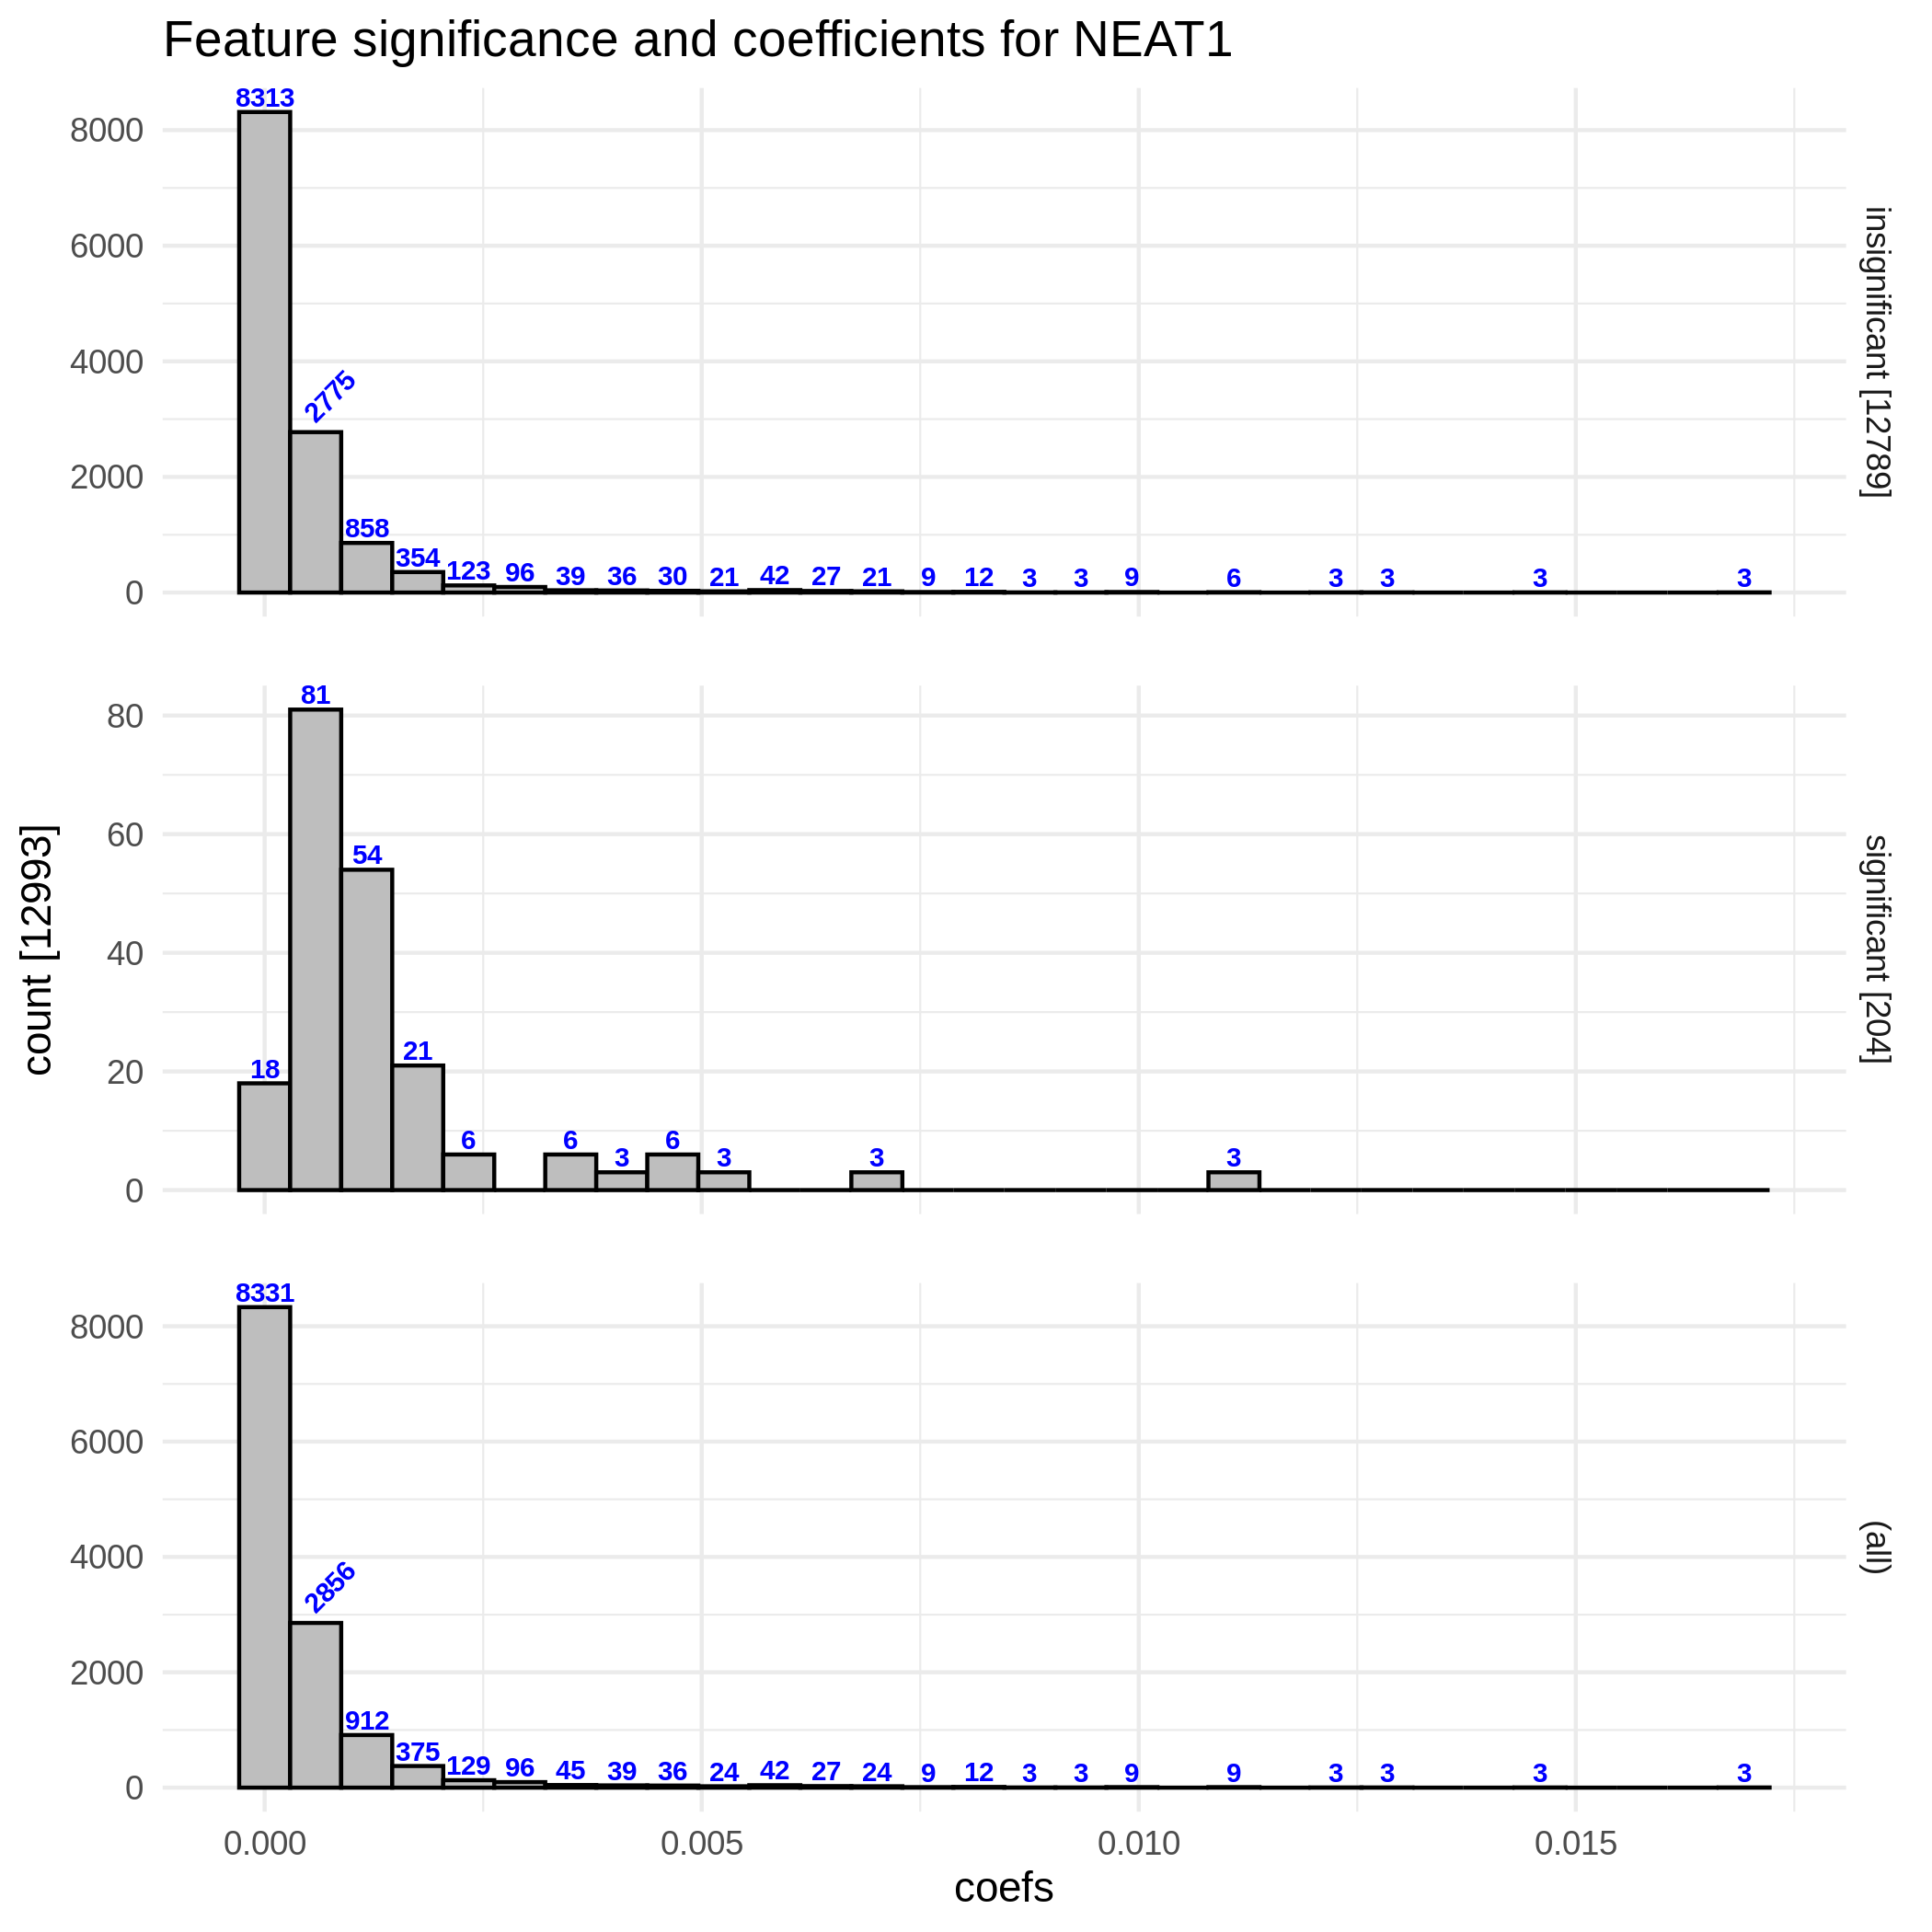 Feature significance and coefficients for NEAT1
8313
8000
6000
4000
2000
0
2775
858
354 123 96 39 36 30 21 42 27 21 9 12 3 3 9 6 3 3 3 3
insignificant [12789]
count [12993]
81
80
60
40
20
0
18
54
21
6 6 3 6 3 3 3
significant [204]
8331
8000
6000
4000
2000
0
2856
912
375 129 96 45 39 36 24 42 27 24 9 12 3 3 9 9 3 3 3 3
(all)
0.000 0.005 0.010 0.015
coefs